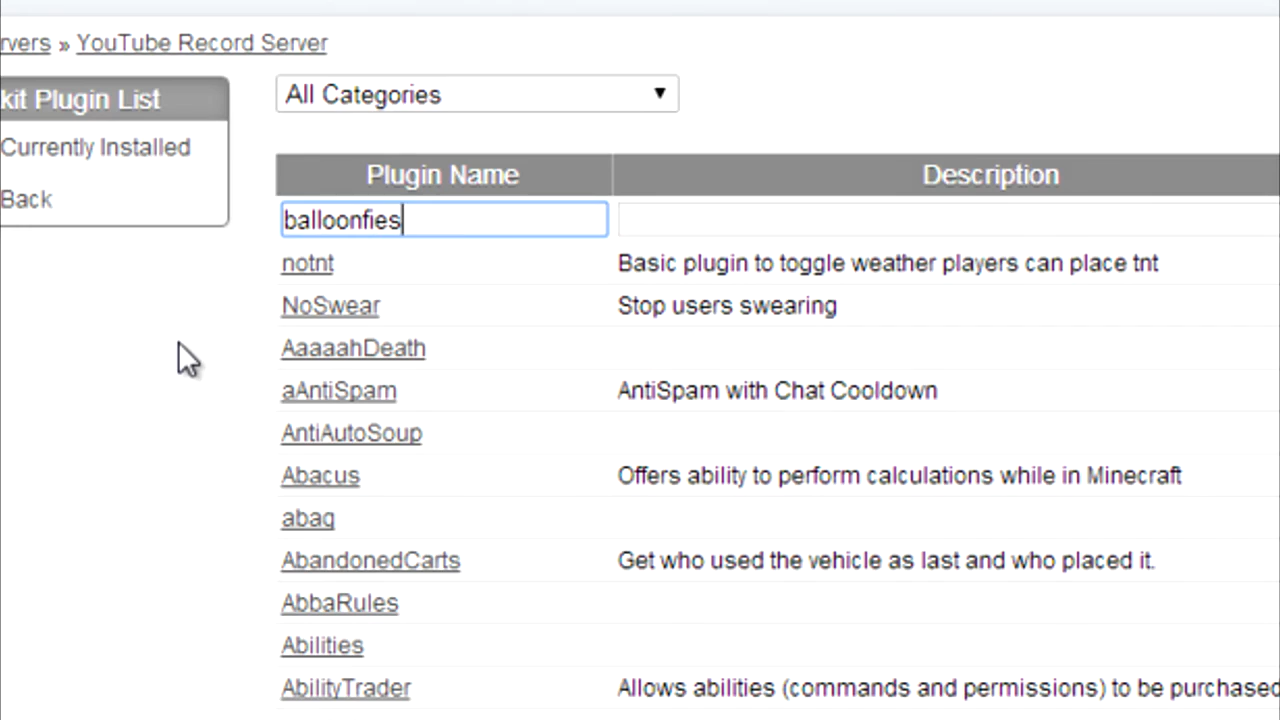 rvers » YouTube Record Server
kit Plugin List
Currently Installed
Back
All Categories
Plugin Name Description
balloonfies
notnt Basic plugin to toggle weather players can place tnt
NoSwear Stop users swearing
AaaaahDeath
aAntiSpam AntiSpam with Chat Cooldown
AntiAutoSoup
Abacus Offers ability to perform calculations while in Minecraft
abaq
AbandonedCarts Get who used the vehicle as last and who placed it.
AbbaRules
Abilities
AbilityTrader Allows abilities (commands and permissions) to be purchased